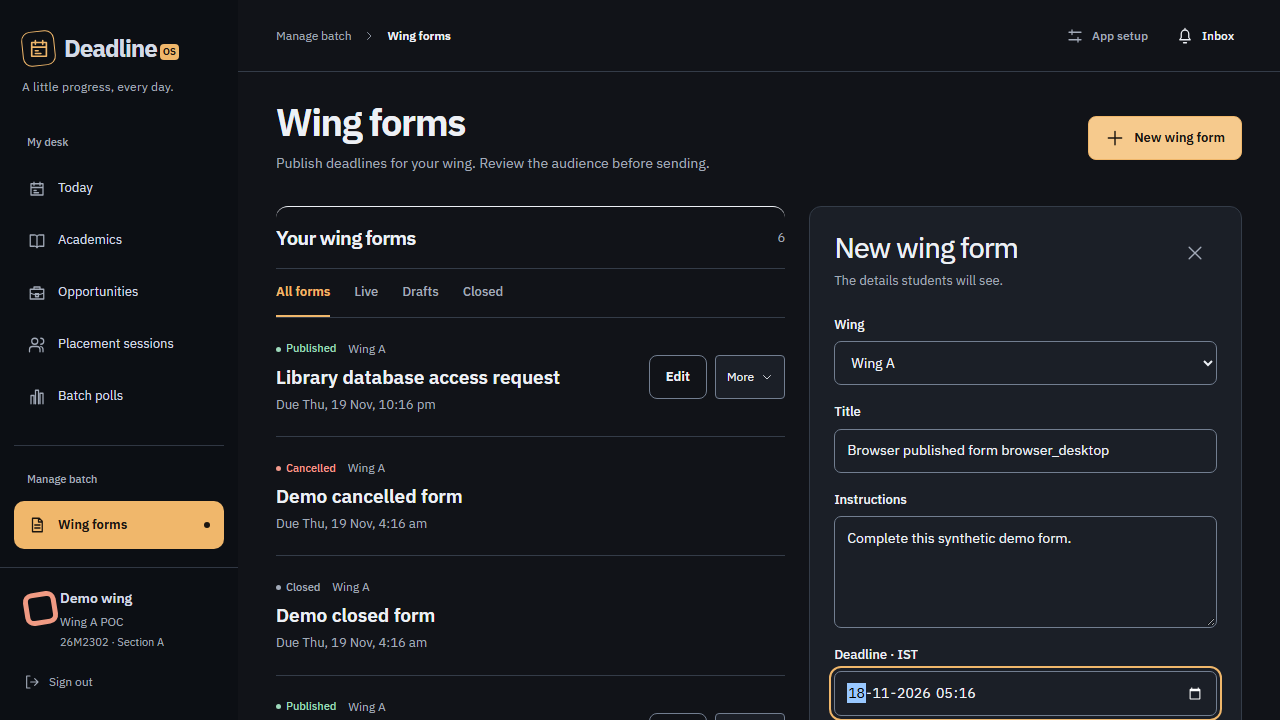 Deadline OS
A little progress, every day.
My desk
Today
Academics
Opportunities
Placement sessions
Batch polls
Manage batch
Wing forms
Demo wing
Wing A POC
26M2302 · Section A
Sign out
Manage batch > Wing forms
App setup
Inbox
Wing forms
Publish deadlines for your wing. Review the audience before sending.
New wing form
Your wing forms
6
All forms Live Drafts Closed
Published Wing A
Library database access request
Due Thu, 19 Nov, 10:16 pm
Edit
More
Cancelled Wing A
Demo cancelled form
Due Thu, 19 Nov, 4:16 am
Closed Wing A
Demo closed form
Due Thu, 19 Nov, 4:16 am
Published Wing A
New wing form
The details students will see.
Wing
Wing A
Title
Browser published form browser_desktop
Instructions
Complete this synthetic demo form.
Deadline · IST
18-11-2026 05:16